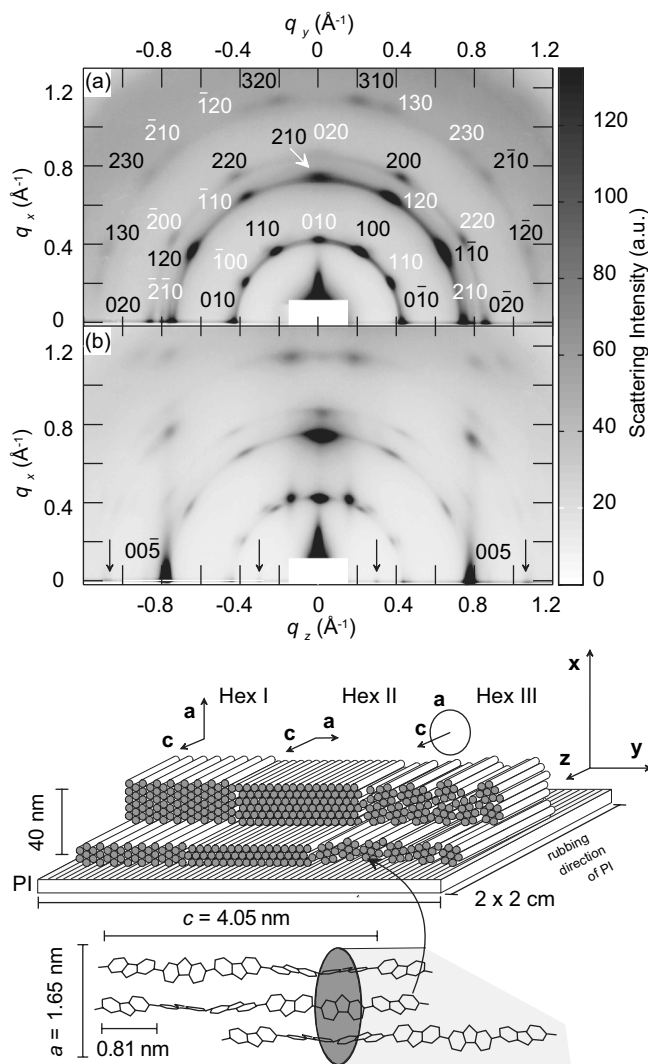 q y (Å-1)
-0.8 -0.4 0 0.4 0.8
(a) 320 310
1.2
1̄20 130
2̄10 210 020 230
230 220 200 21̄0
0.8
1̄10 120
q x (Å-1)
2̄00 220
130 110 010 100 12̄0
0.4
120 1̄00 110 11̄0
2̄1̄0 210
020 010 01̄0 02̄0
0
(b)
1.2
0.8
q x (Å-1)
0.4
005̄ 005
0
-0.8 -0.4 0 0.4 0.8 1.2
q z (Å-1)
120
100
80
60
40
20
0
Scattering Intensity (a.u.)
Hex I Hex II Hex III
a c c a a c
x
z y
40 nm
PI
rubbing
direction
of PI
2 x 2 cm
c = 4.05 nm
a = 1.65 nm
0.81 nm